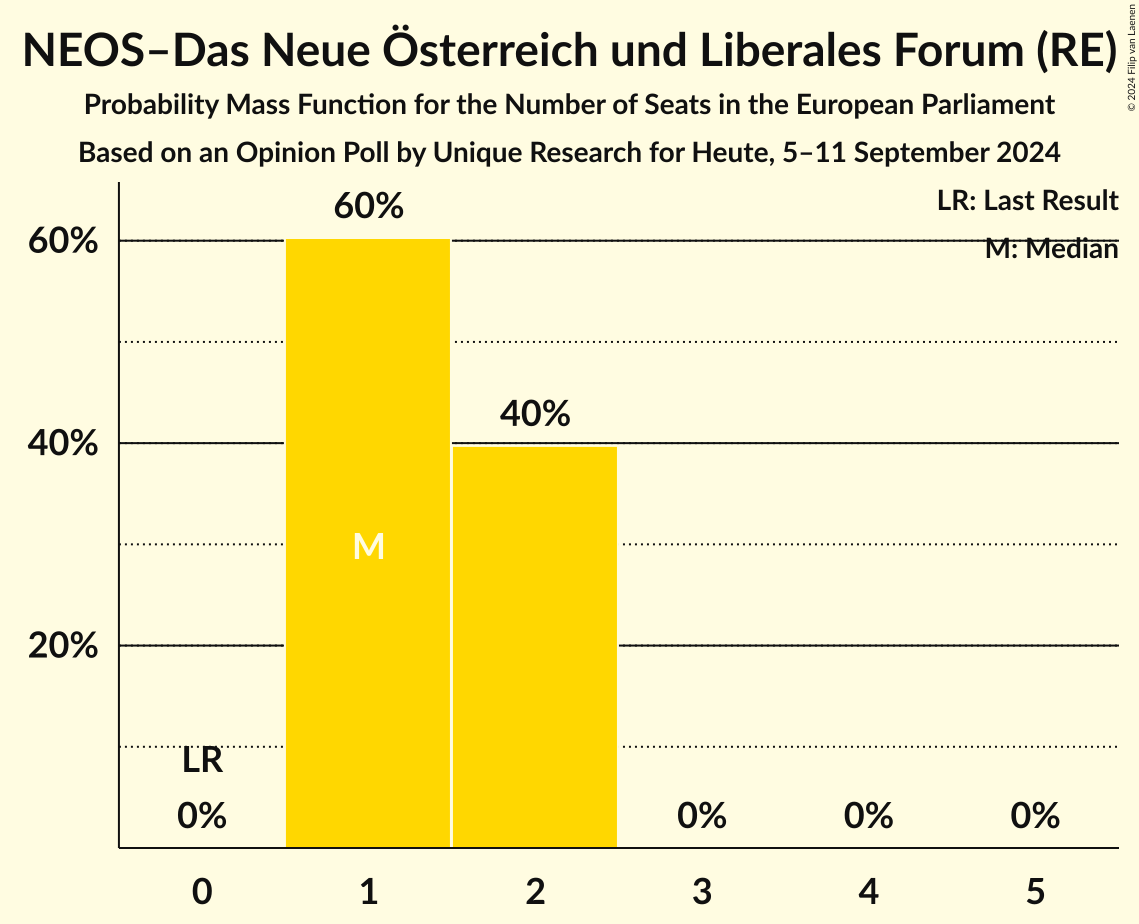 NEOS–Das Neue Österreich und Liberales Forum (RE)
Probability Mass Function for the Number of Seats in the European Parliament
Based on an Opinion Poll by Unique Research for Heute, 5–11 September 2024
© 2024 Filip van Laenen
LR: Last Result
M: Median
60%
40%
20%
LR
0%
60%
M
40%
0%
0%
0%
0 1 2 3 4 5